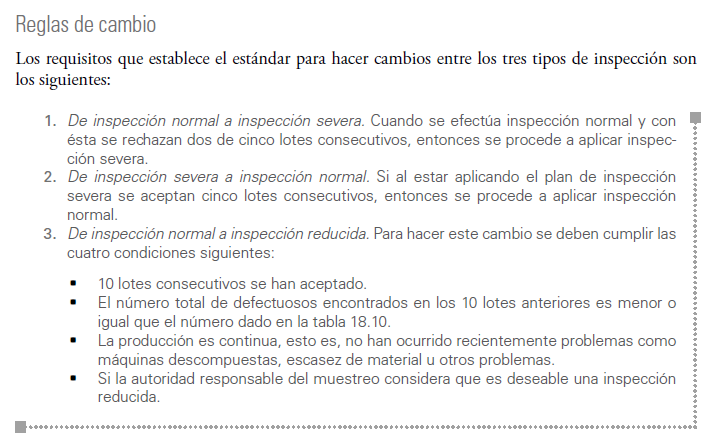 Reglas de cambio
Los requisitos que establece el estándar para hacer cambios entre los tres tipos de inspección son
los siguientes:
1. De inspección normal a inspección severa. Cuando se efectúa inspección normal y con
ésta se rechazan dos de cinco lotes consecutivos, entonces se procede a aplicar inspec-
ción severa.
2. De inspección severa a inspección normal. Si al estar aplicando el plan de inspección
severa se aceptan cinco lotes consecutivos, entonces se procede a aplicar inspección
normal.
3. De inspección normal a inspección reducida. Para hacer este cambio se deben cumplir las
cuatro condiciones siguientes:
▪ 10 lotes consecutivos se han aceptado.
▪ El número total de defectuosos encontrados en los 10 lotes anteriores es menor o
igual que el número dado en la tabla 18.10.
▪ La producción es continua, esto es, no han ocurrido recientemente problemas como
máquinas descompuestas, escasez de material u otros problemas.
▪ Si la autoridad responsable del muestreo considera que es deseable una inspección
reducida.